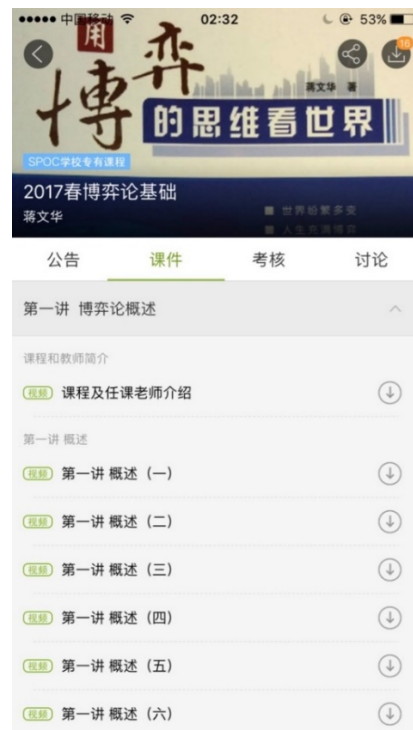 中国移动 02:32 53%
16
用
博弈
蒋文华 著
的思维看世界
SPOC学校专有课程
2017春博弈论基础
世界纷繁多变
蒋文华
人生充满博弈
公告 课件 考核 讨论
第一讲 博弈论概述
课程和教师简介
视频 课程及任课老师介绍
第一讲 概述
视频 第一讲 概述（一）
视频 第一讲 概述（二）
视频 第一讲 概述（三）
视频 第一讲 概述（四）
视频 第一讲 概述（五）
视频 第一讲 概述（六）